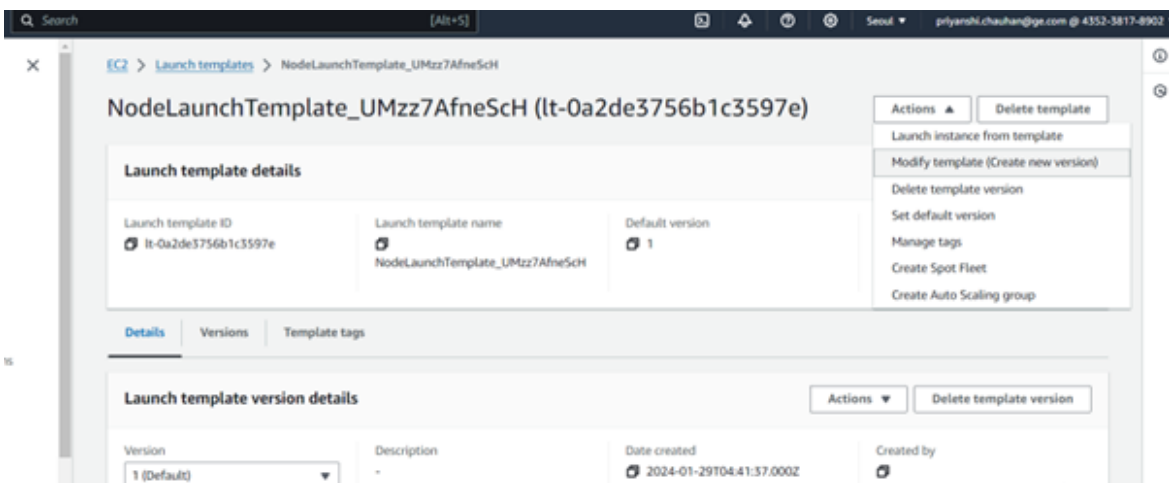 Search [Alt+S] Seoul ▼ priyanshi.chauhan@ge.com @ 4352-3817-8902
EC2 > Launch templates > NodeLaunchTemplate_UMzz7AfneScH
NodeLaunchTemplate_UMzz7AfneScH (lt-0a2de3756b1c3597e)
Actions ▲ Delete template
Launch instance from template
Modify template (Create new version)
Delete template version
Set default version
Manage tags
Create Spot Fleet
Create Auto Scaling group
Launch template details
Launch template ID
lt-0a2de3756b1c3597e
Launch template name
NodeLaunchTemplate_UMzz7AfneScH
Default version
1
Details Versions Template tags
ns
Launch template version details
Actions ▼ Delete template version
Version
1 (Default) ▼
Description
-
Date created
2024-01-29T04:41:37.000Z
Created by